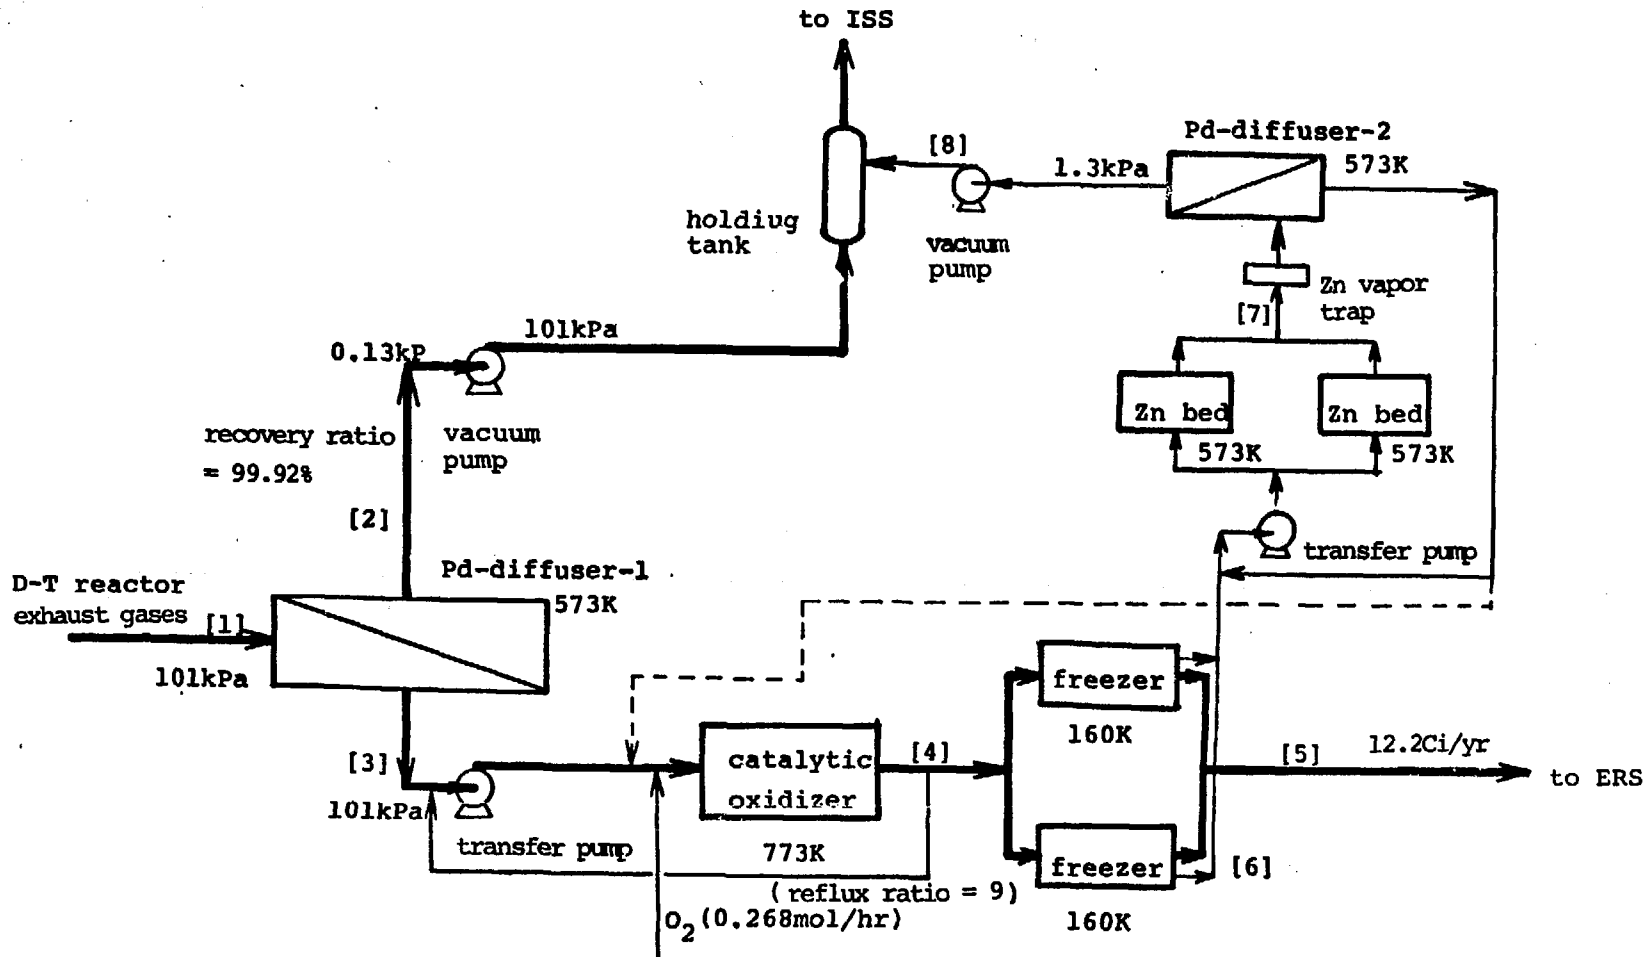 to ISS
Pd-diffuser-2
573K
[8]
1.3kPa
holdiug
tank
vacuum
pump
Zn vapor
trap
[7]
101kPa
0.13kP
Zn bed
Zn bed
573K
573K
recovery ratio
= 99.92%
vacuum
pump
[2]
transfer pump
D-T reactor
exhaust gases
[1]
Pd-diffuser-1
573K
101kPa
freezer
160K
[3]
101kPa
catalytic
oxidizer
[4]
[5]
12.2Ci/yr
to ERS
transfer pump
773K
(reflux ratio = 9)
freezer
[6]
O2(0.268mol/hr)
160K